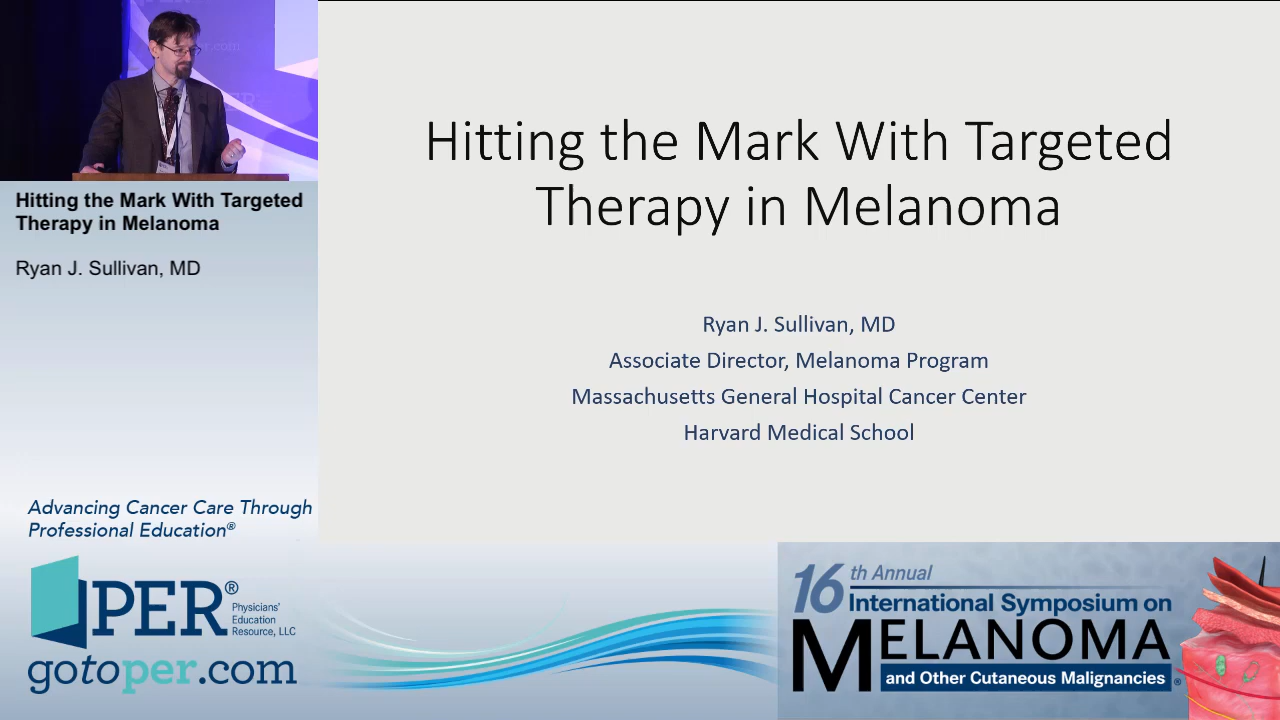 Hitting the Mark With Targeted
Therapy in Melanoma
Ryan J. Sullivan, MD
Advancing Cancer Care Through
Professional Education®
PER®
Physicians'
Education
Resource, LLC
gotoper.com
Hitting the Mark With Targeted
Therapy in Melanoma
Ryan J. Sullivan, MD
Associate Director, Melanoma Program
Massachusetts General Hospital Cancer Center
Harvard Medical School
16th Annual
International Symposium on
MELANOMA
and Other Cutaneous Malignancies®